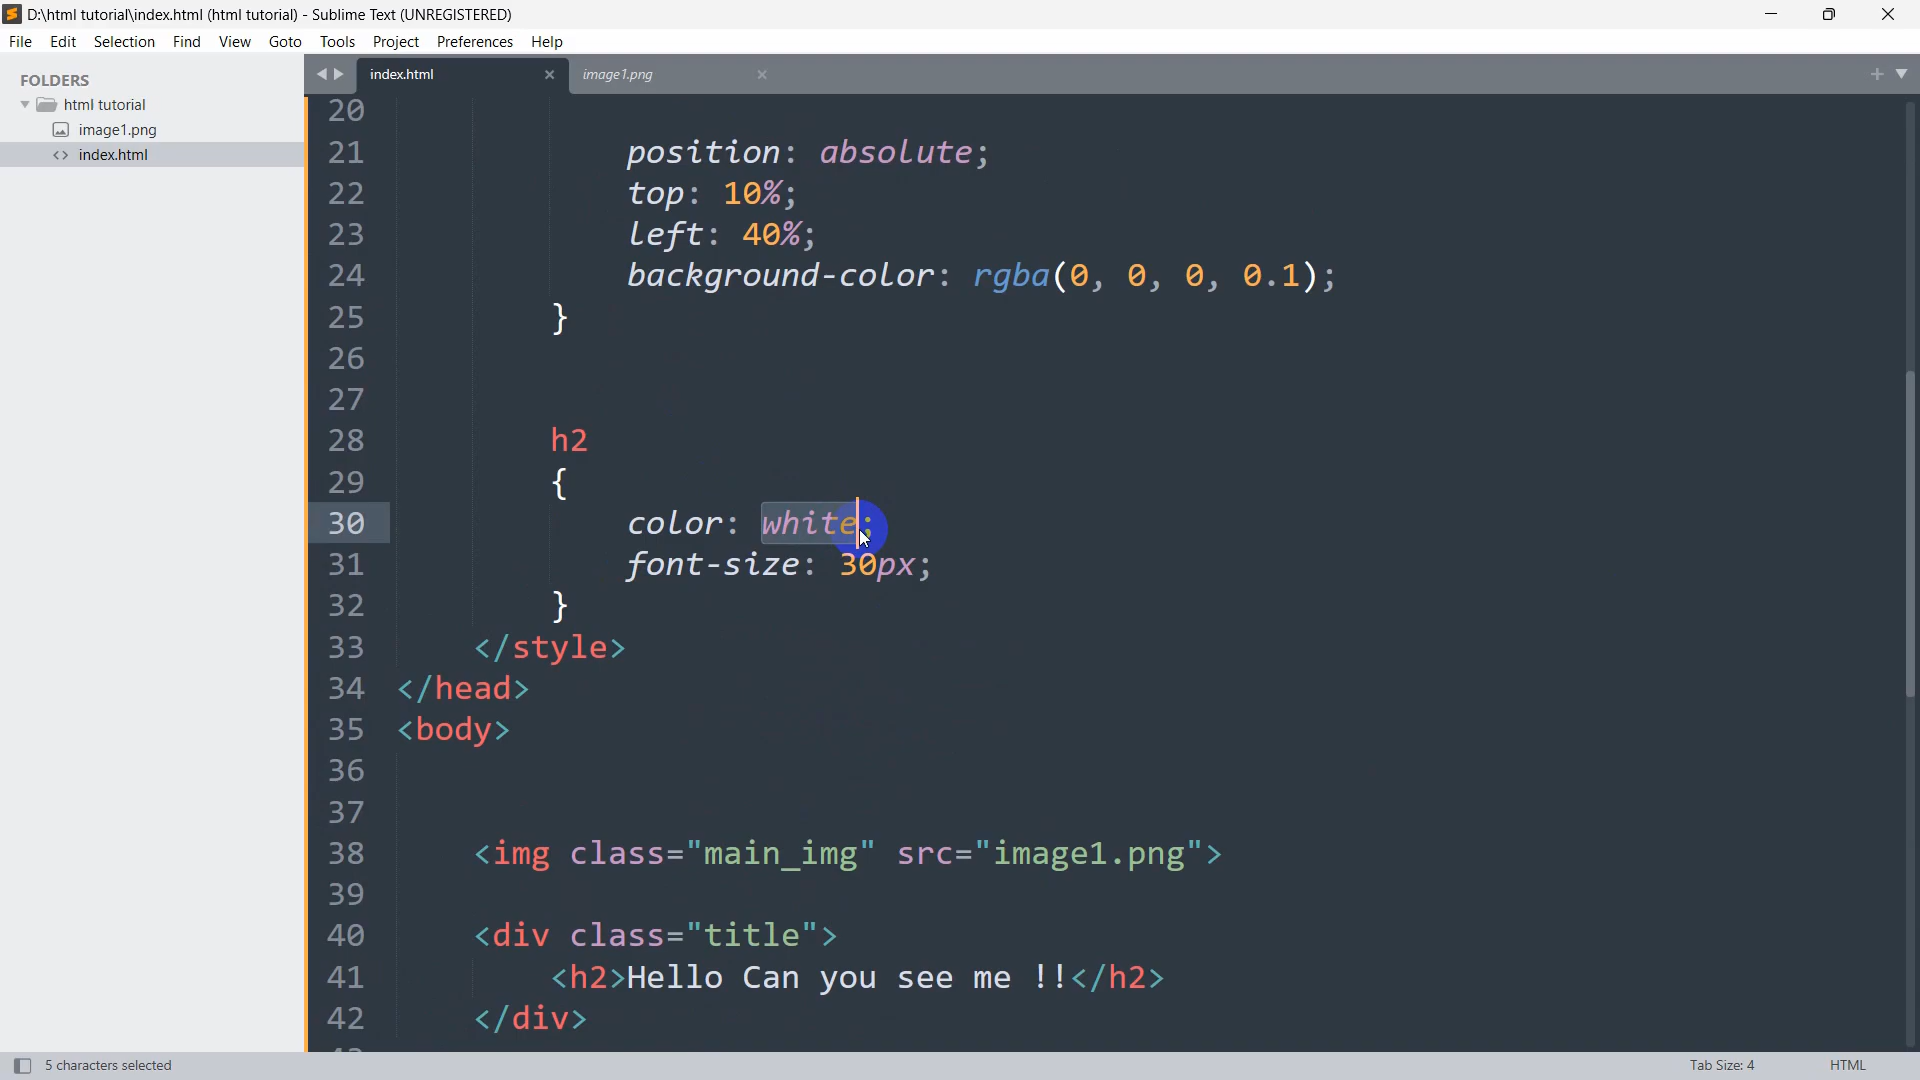 D:\html tutorial\index.html (html tutorial) - Sublime Text (UNREGISTERED)
File Edit Selection Find View Goto Tools Project Preferences Help
FOLDERS
html tutorial
image1.png
index.html
index.html image1.png
20
21 position: absolute;
22 top: 10%;
23 left: 40%;
24 background-color: rgba(0, 0, 0, 0.1);
25 }
26
27
28 h2
29 {
30 color: white;
31 font-size: 30px;
32 }
33 </style>
34 </head>
35 <body>
36
37
38 <img class="main_img" src="image1.png">
39
40 <div class="title">
41 <h2>Hello Can you see me !!</h2>
42 </div>
5 characters selected Tab Size: 4 HTML